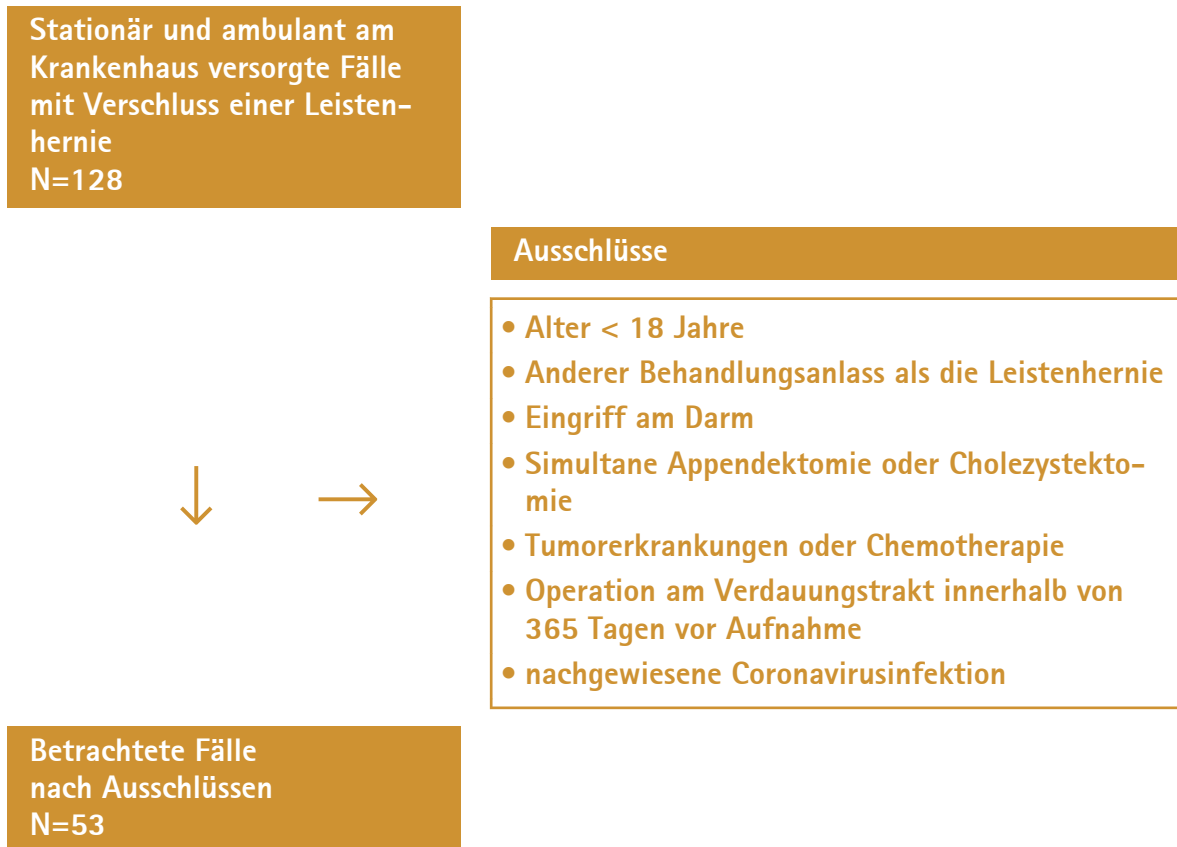 Stationär und ambulant am
Krankenhaus versorgte Fälle
mit Verschluss einer Leisten-
hernie
N=128
Ausschlüsse
• Alter < 18 Jahre
• Anderer Behandlungsanlass als die Leistenhernie
• Eingriff am Darm
• Simultane Appendektomie oder Cholezystekto-
mie
• Tumorerkrankungen oder Chemotherapie
• Operation am Verdauungstrakt innerhalb von
365 Tagen vor Aufnahme
• nachgewiesene Coronavirusinfektion
Betrachtete Fälle
nach Ausschlüssen
N=53